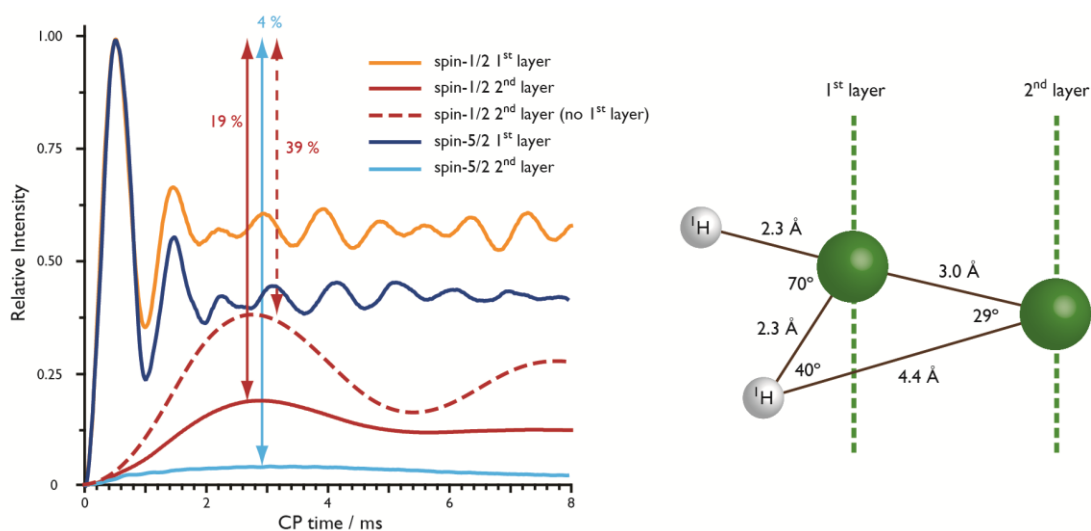 4 %
1.00
0.75
0.50
0.25
0
Relative Intensity
0
2
4
6
8
CP time / ms
19 %
39 %
spin-1/2 1st layer
spin-1/2 2nd layer
spin-1/2 2nd layer (no 1st layer)
spin-5/2 1st layer
spin-5/2 2nd layer
1st layer
2nd layer
1H
2.3 Å
70º
3.0 Å
29º
2.3 Å
40º
4.4 Å
1H